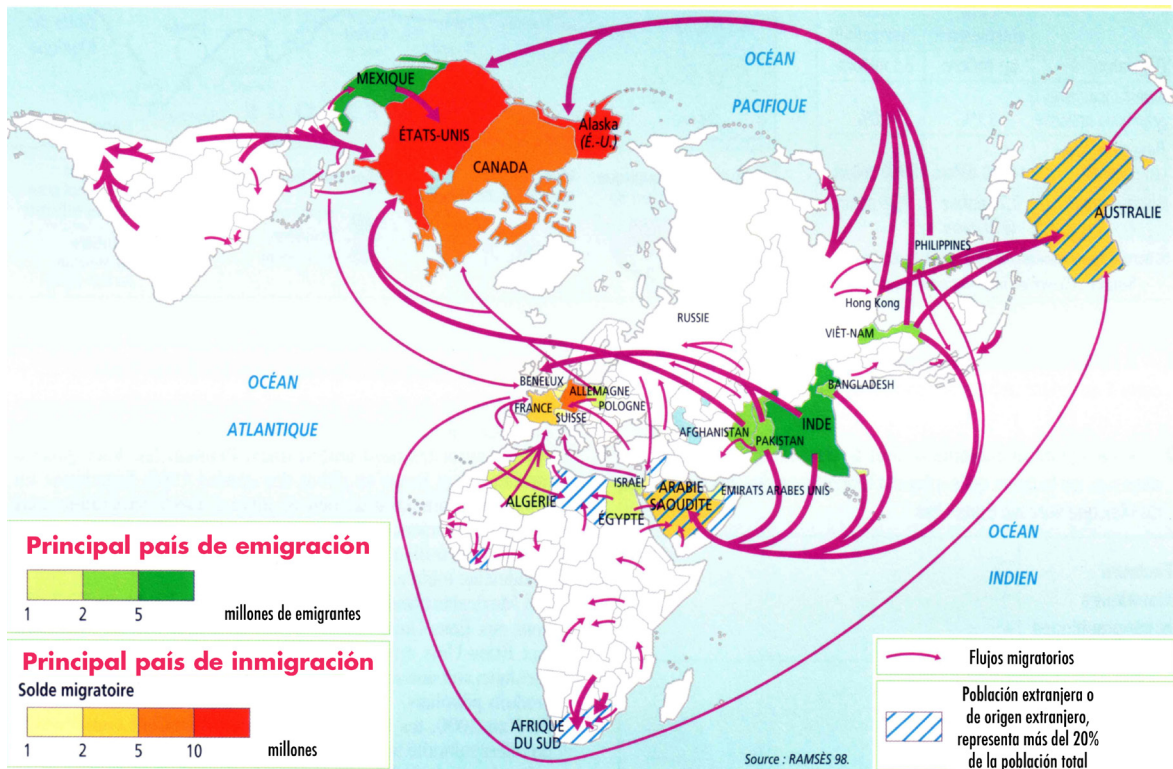 OCÉAN
PACIFIQUE
MEXIQUE
ÉTATS-UNIS
Alaska
(É.-U.)
CANADA
AUSTRALIE
PHILIPPINES
Hong Kong
RUSSIE
VIÊT-NAM
OCÉAN
ATLANTIQUE
BENELUX
ALLEMAGNE
POLOGNE
FRANCE
SUISSE
BANGLADESH
AFGHANISTAN
PAKISTAN
INDE
ISRAËL
ARABIE
SAOUDITE
ÉMIRATS ARABES UNIS
ALGÉRIE
ÉGYPTE
OCÉAN
INDIEN
AFRIQUE
DU SUD
Principal país de emigración
1 2 5 millones de emigrantes
Principal país de inmigración
Solde migratoire
1 2 5 10 millones
Flujos migratorios
Población extranjera o
de origen extranjero,
representa más del 20%
de la población total
Source : RAMSÈS 98.